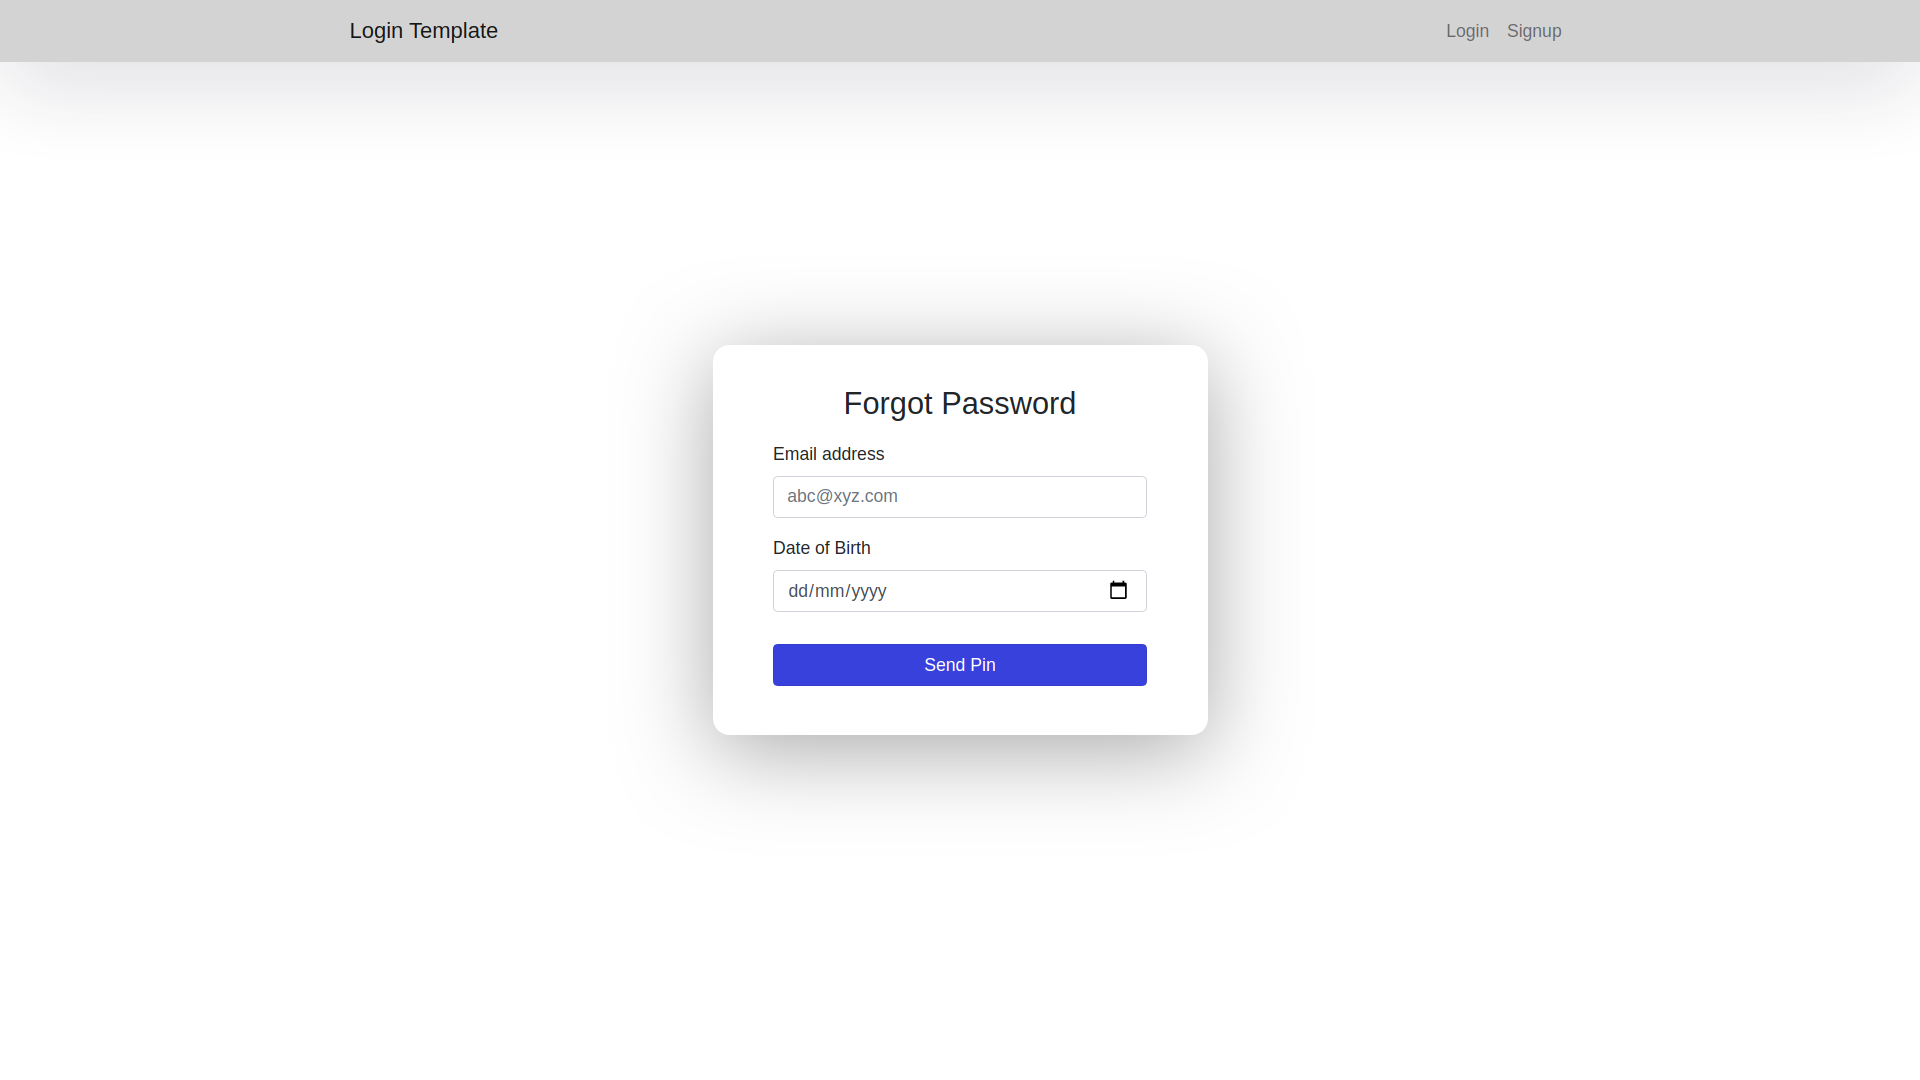 Login Template
Login Signup
Forgot Password
Email address
abc@xyz.com
Date of Birth
dd/mm/yyyy
Send Pin